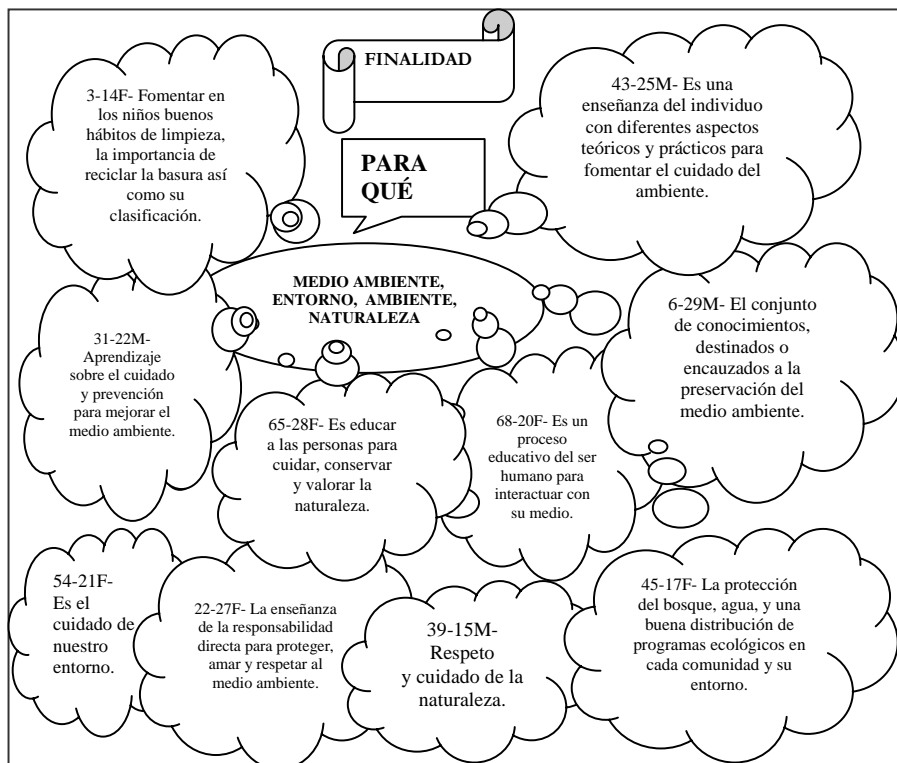 FINALIDAD
3-14F- Fomentar en
los niños buenos
hábitos de limpieza,
la importancia de
reciclar la basura así
como su
clasificación.
43-25M- Es una
enseñanza del individuo
con diferentes aspectos
teóricos y prácticos para
fomentar el cuidado del
ambiente.
PARA
QUÉ
MEDIO AMBIENTE,
ENTORNO, AMBIENTE,
NATURALEZA
31-22M-
Aprendizaje
sobre el cuidado
y prevención
para mejorar el
medio ambiente.
6-29M- El conjunto
de conocimientos,
destinados o
encauzados a la
preservación del
medio ambiente.
65-28F- Es educar
a las personas para
cuidar, conservar
y valorar la
naturaleza.
68-20F- Es un
proceso
educativo del ser
humano para
interactuar con
su medio.
54-21F-
Es el
cuidado de
nuestro
entorno.
22-27F- La enseñanza
de la responsabilidad
directa para proteger,
amar y respetar al
medio ambiente.
39-15M-
Respeto
y cuidado de la
naturaleza.
45-17F- La protección
del bosque, agua, y una
buena distribución de
programas ecológicos en
cada comunidad y su
entorno.